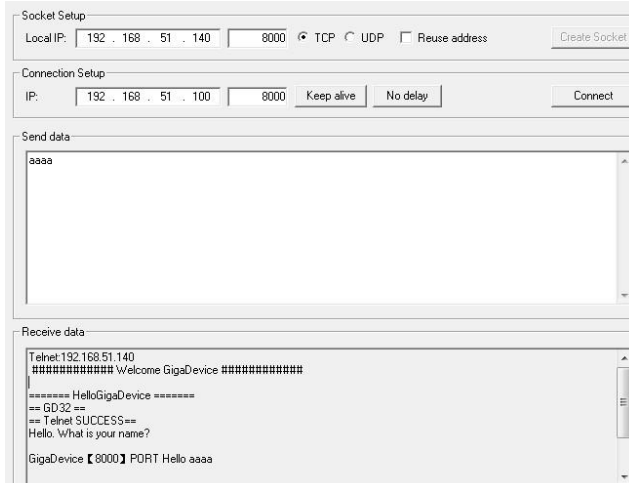 Socket Setup
Local IP: 192 . 168 . 51 . 140 8000 TCP UDP Reuse address Create Socket
Connection Setup
IP: 192 . 168 . 51 . 100 8000 Keep alive No delay Connect
Send data
aaaa
Receive data
Telnet:192.168.51.140
############ Welcome GigaDevice ############
======= HelloGigaDevice =======
== GD32 ==
== Telnet SUCCESS==
Hello. What is your name?
GigaDevice【8000】PORT Hello aaaa